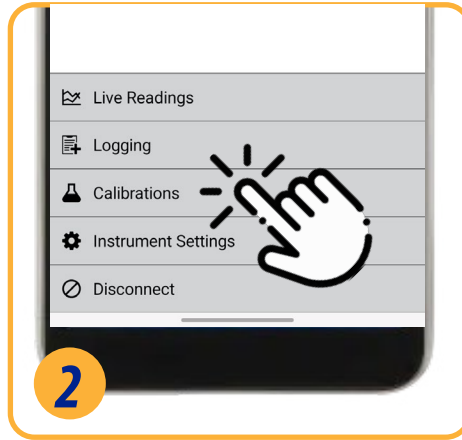 Live Readings
Logging
Calibrations
Instrument Settings
Disconnect
2